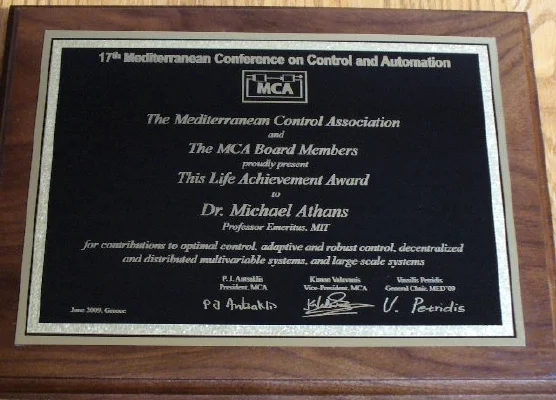 17th Mediterranean Conference on Control and Automation
MCA
The Mediterranean Control Association
and
The MCA Board Members
proudly present
This Life Achievement Award
to
Dr. Michael Athans
Professor Emeritus, MIT
for contributions to optimal control, adaptive and robust control, decentralized
and distributed multivariable systems, and large scale systems
P. J. Antsaklis Kimon Valavanis Vassilis Petridis
President, MCA Vice-President, MCA General Chair, MED'09
June 2009, Greece PJ Antsaklis V. Petridis